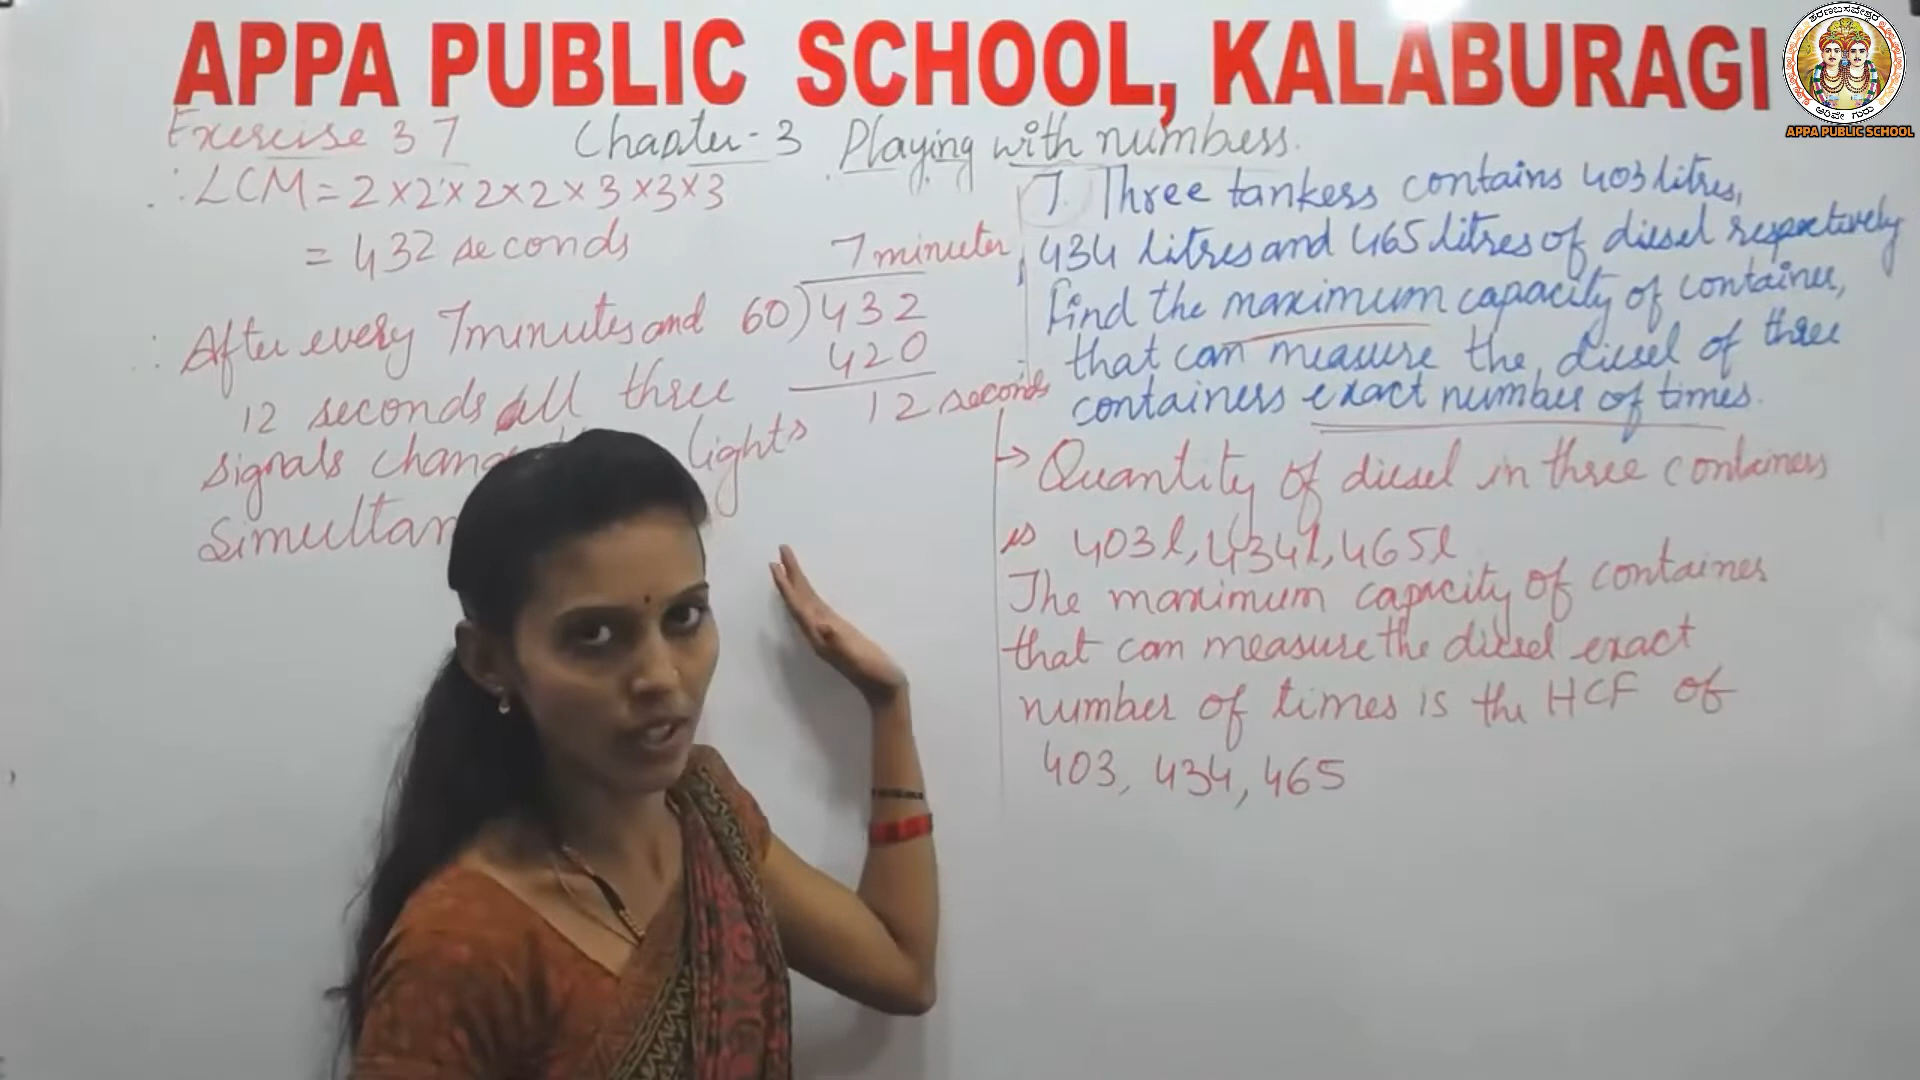 APPA PUBLIC SCHOOL, KALABURAGI
APPA PUBLIC SCHOOL
Exercise 3 7 Chapter-3 Playing with numbers.
∴ LCM = 2×2×2×2×3×3×3
= 432 seconds
7 minutes
60)432
420
12 seconds
∴ After every 7minutes and
12 seconds all three
signals lights
7. Three tankers contains 403 litres,
434 litres and 465 litres of diesel respectively
Find the maximum capacity of container,
that can measure the diesel of three
containers exact number of times.
→ Quantity of diesel in three containers
is 403l, 434l, 465l
The maximum capacity of container
that can measure the diesel exact
number of times is the HCF of
403, 434, 465